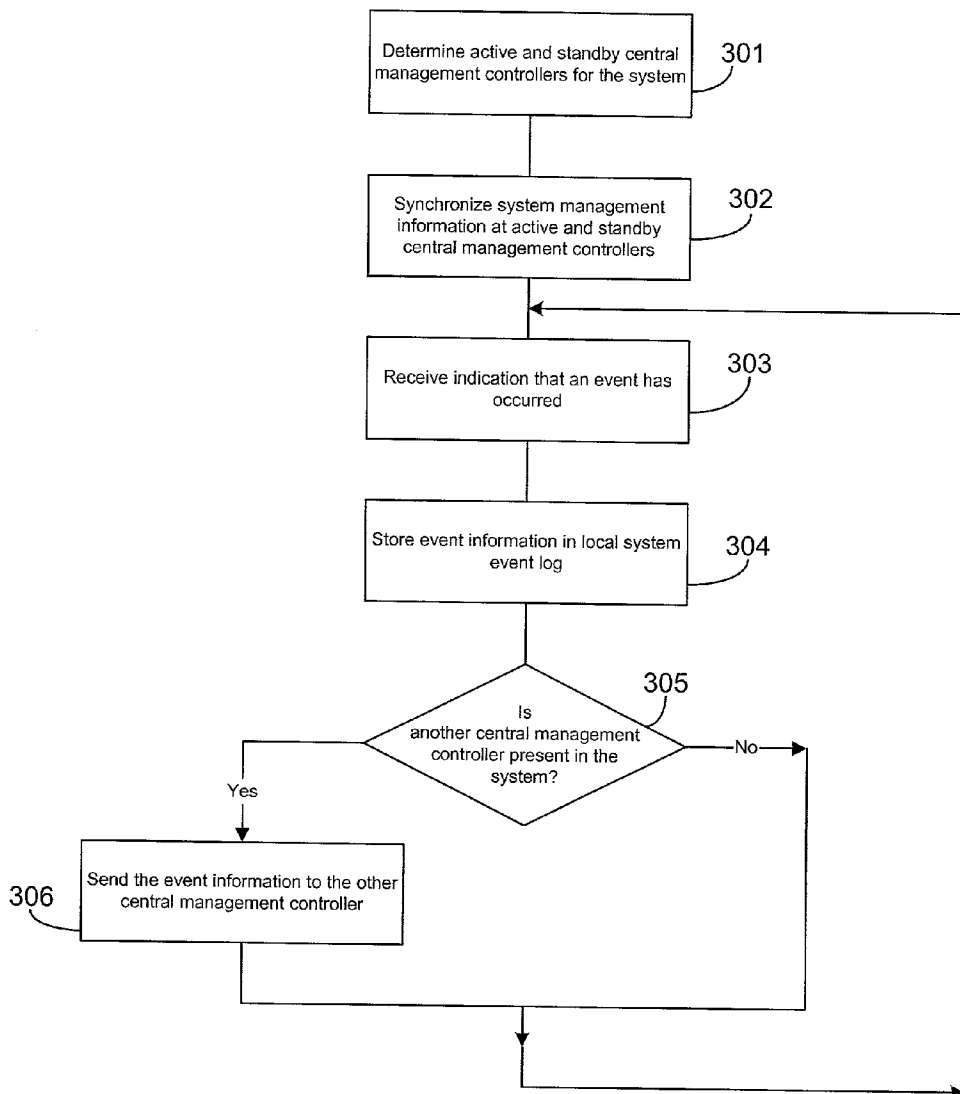 Determine active and standby central
management controllers for the system
301
Synchronize system management
information at active and standby
central management controllers
302
Receive indication that an event has
occurred
303
Store event information in local system
event log
304
Is
another central management
controller present in the
system?
305
No
Yes
Send the event information to the other
central management controller
306